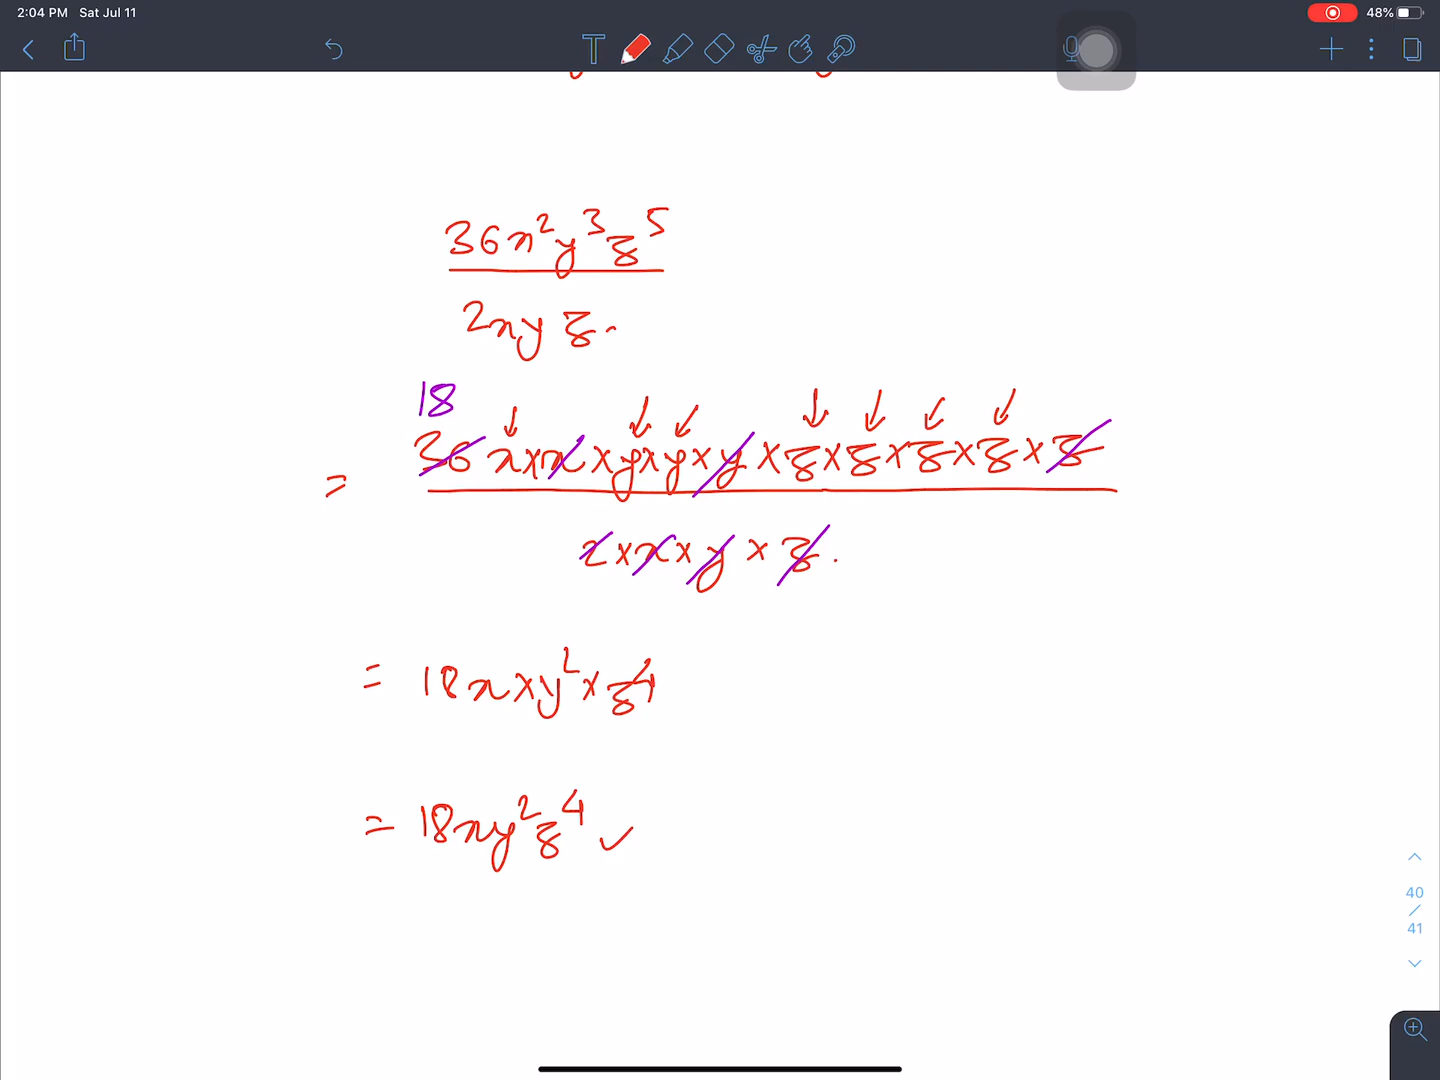 2:04 PM Sat Jul 11
48%
T
36x²y³z⁵
2xyz.
18
= 36 x×x×y×y×y×z×z×z×z×z
2×x×y×z.
= 18x×y²×z⁴
= 18xy²z⁴ ✓
40
/
41